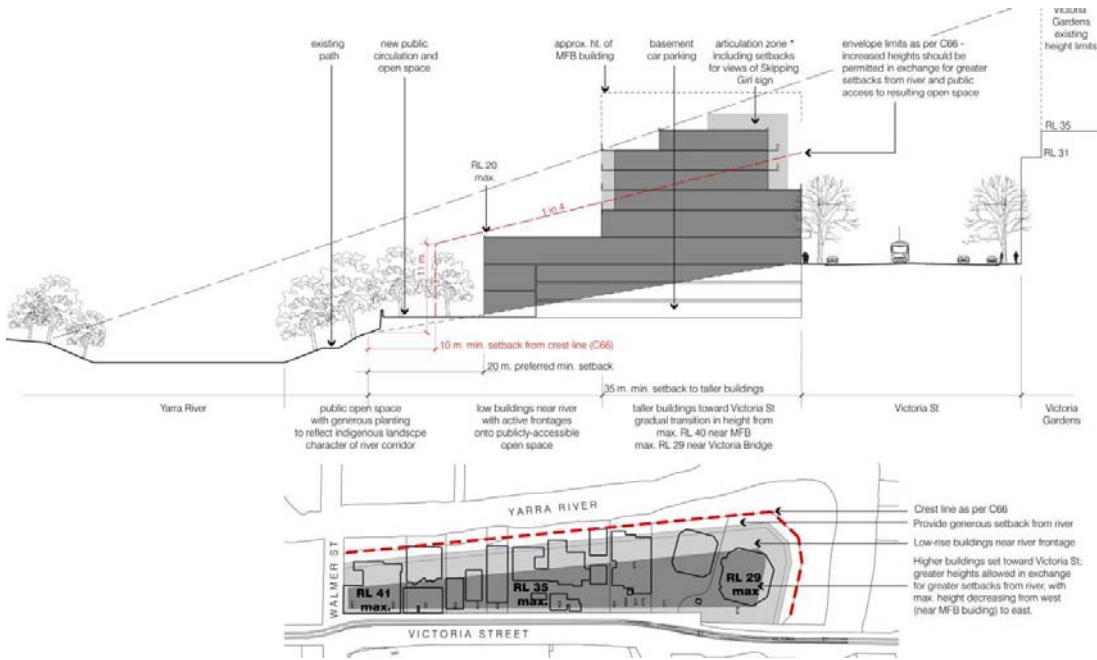 Victoria
Gardens
existing
height limits
existing
path
new public
circulation and
open space
approx. ht. of
MFB building
basement
car parking
articulation zone *
including setbacks
for views of Skipping
Girl sign
envelope limits as per C66 -
increased heights should be
permitted in exchange for greater
setbacks from river and public
access to resulting open space
RL 35
RL 31
RL 20
max.
1 in 4
11 m.
10 m. min. setback from crest line (C66)
20 m. preferred min. setback
35 m. min. setback to taller buildings
Yarra River
public open space
with generous planting
to reflect indigenous landscpe
character of river corridor
low buildings near river
with active frontages
onto publicly-accessible
open space
taller buildings toward Victoria St
gradual transition in height from
max. RL 40 near MFB
max. RL 29 near Victoria Bridge
Victoria St
Victoria
Gardens
YARRA RIVER
WALMER ST
RL 41
max.
RL 35
max.
RL 29
max
VICTORIA STREET
VICTORIA
Crest line as per C66
Provide generous setback from river
Low-rise buildings near river frontage
Higher buildings set toward Victoria St;
greater heights allowed in exchange
for greater setbacks from river, with
max. height decreasing from west
(near MFB buiding) to east.